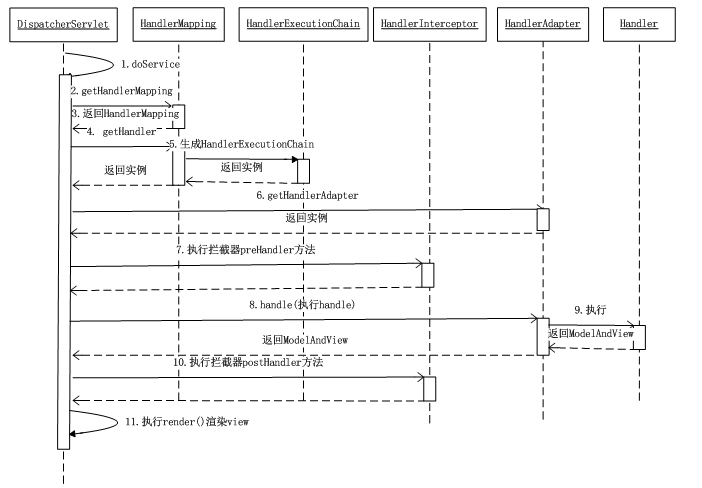 DispatcherServlet
HandlerMapping
HandlerExecutionChain
HandlerInterceptor
HandlerAdapter
Handler
1.doService
2.getHandlerMapping
3.返回HandlerMapping
4. getHandler
5.生成HandlerExecutionChain
返回实例
返回实例
6.getHandlerAdapter
返回实例
7.执行拦截器preHandler方法
8.handle(执行handle)
9.执行
返回ModelAndView
返回ModelAndView
10.执行拦截器postHandler方法
11.执行render()渲染view